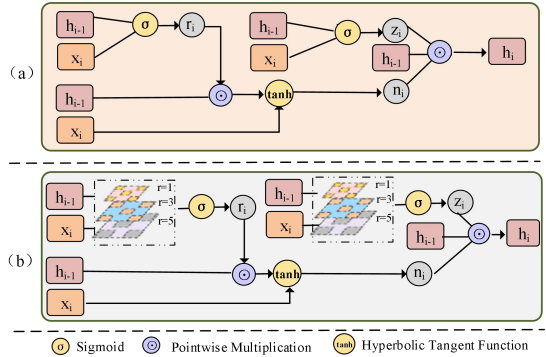 (a)
h_{i-1} σ r_i h_{i-1} σ z_i
x_i x_i h_{i-1} ⊙ h_i
h_{i-1} ⊙ tanh n_i
x_i
(b)
h_{i-1} r=1 r=3 r=5 σ r_i h_{i-1} r=1 r=3 r=5 σ z_i
x_i x_i h_{i-1} ⊙ h_i
h_{i-1} ⊙ tanh n_i
x_i
σ Sigmoid ⊙ Pointwise Multiplication tanh Hyperbolic Tangent Function